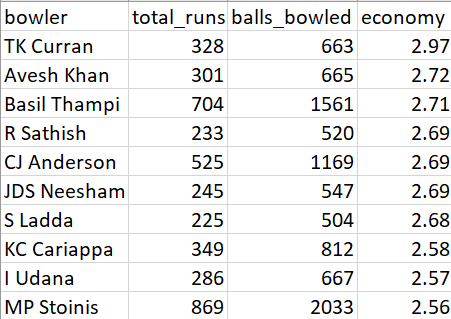 bowler total_runs balls_bowled economy
TK Curran 328 663 2.97
Avesh Khan 301 665 2.72
Basil Thampi 704 1561 2.71
R Sathish 233 520 2.69
CJ Anderson 525 1169 2.69
JDS Neesham 245 547 2.69
S Ladda 225 504 2.68
KC Cariappa 349 812 2.58
I Udana 286 667 2.57
MP Stoinis 869 2033 2.56